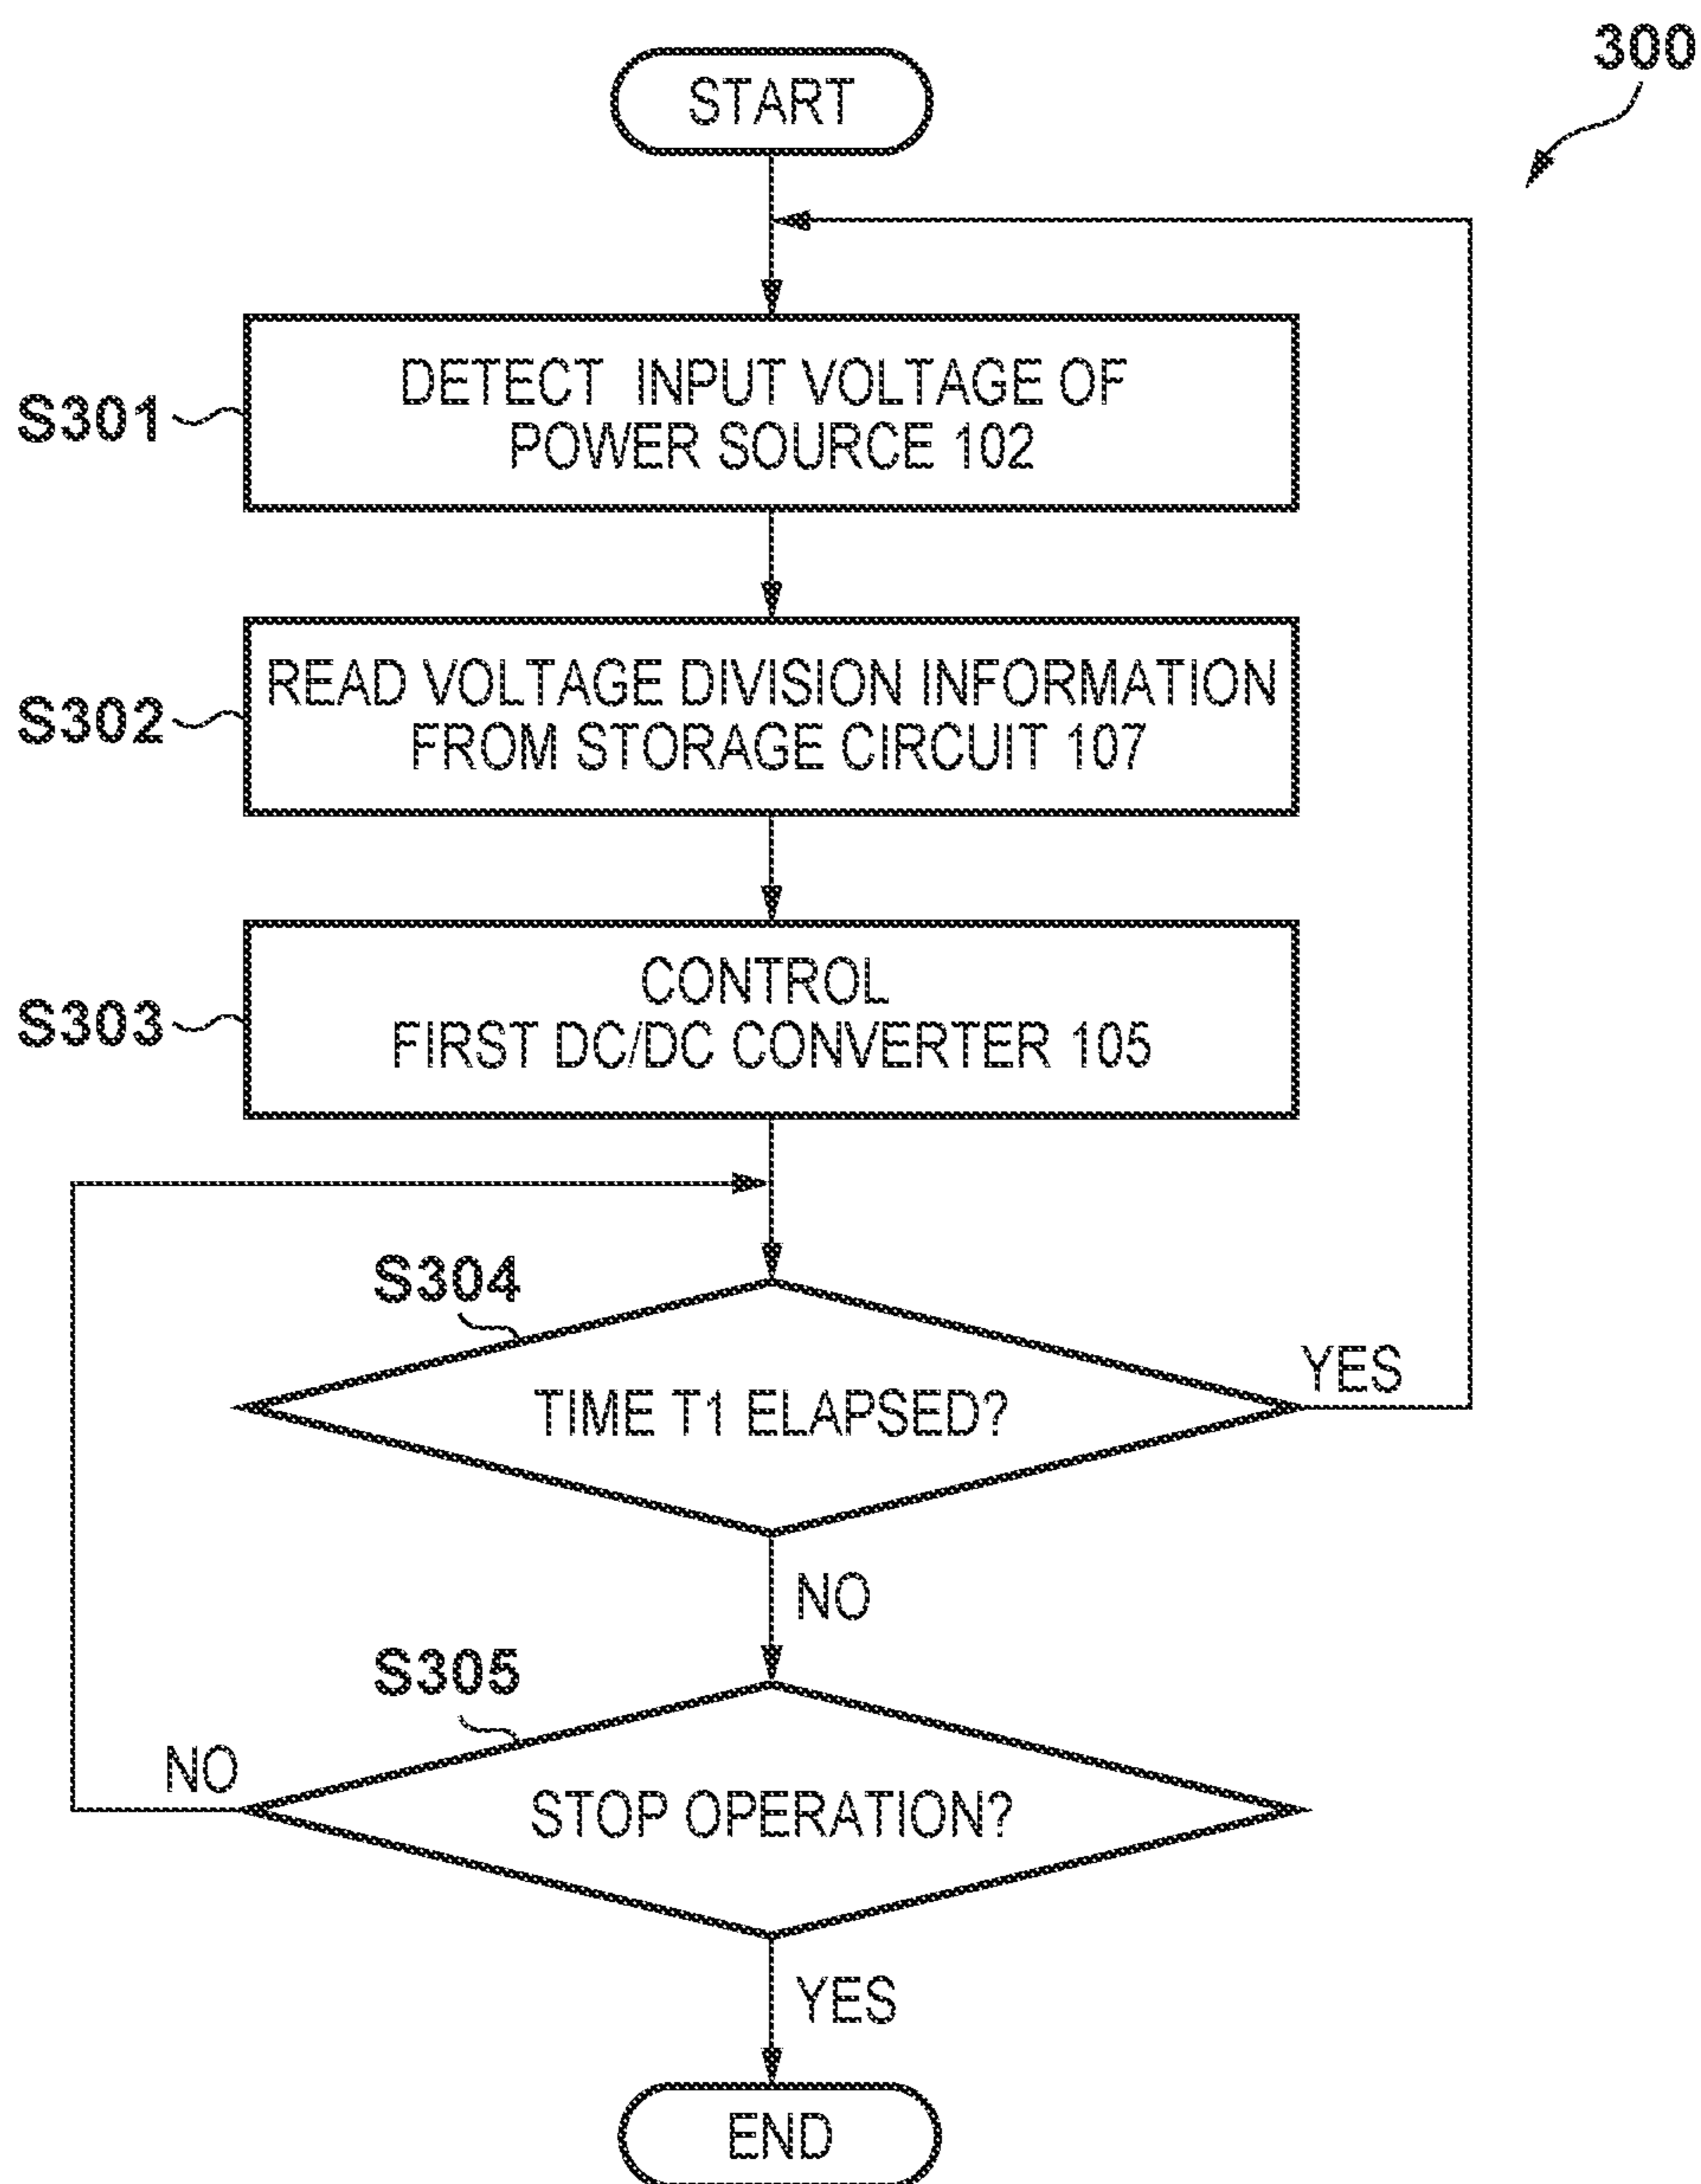 300
START
S301
DETECT INPUT VOLTAGE OF
POWER SOURCE 102
S302
READ VOLTAGE DIVISION INFORMATION
FROM STORAGE CIRCUIT 107
S303
CONTROL
FIRST DC/DC CONVERTER 105
S304
TIME T1 ELAPSED?
YES
NO
S305
NO
STOP OPERATION?
YES
END